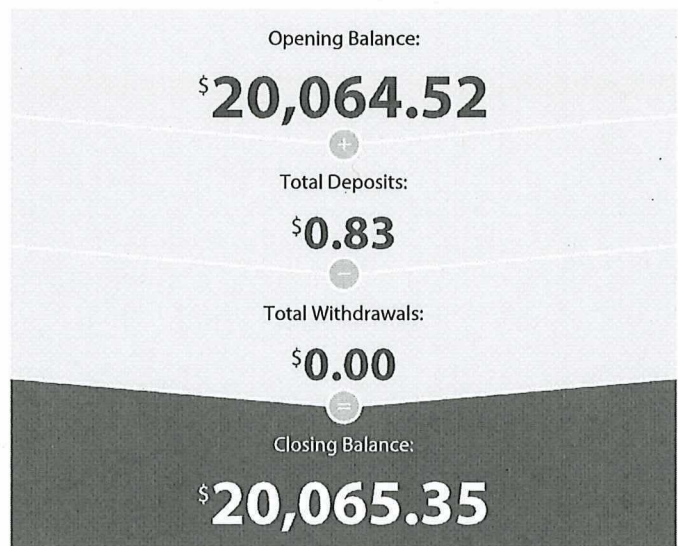 Opening Balance:
$20,064.52
+
Total Deposits:
$0.83
−
Total Withdrawals:
$0.00
=
Closing Balance:
$20,065.35